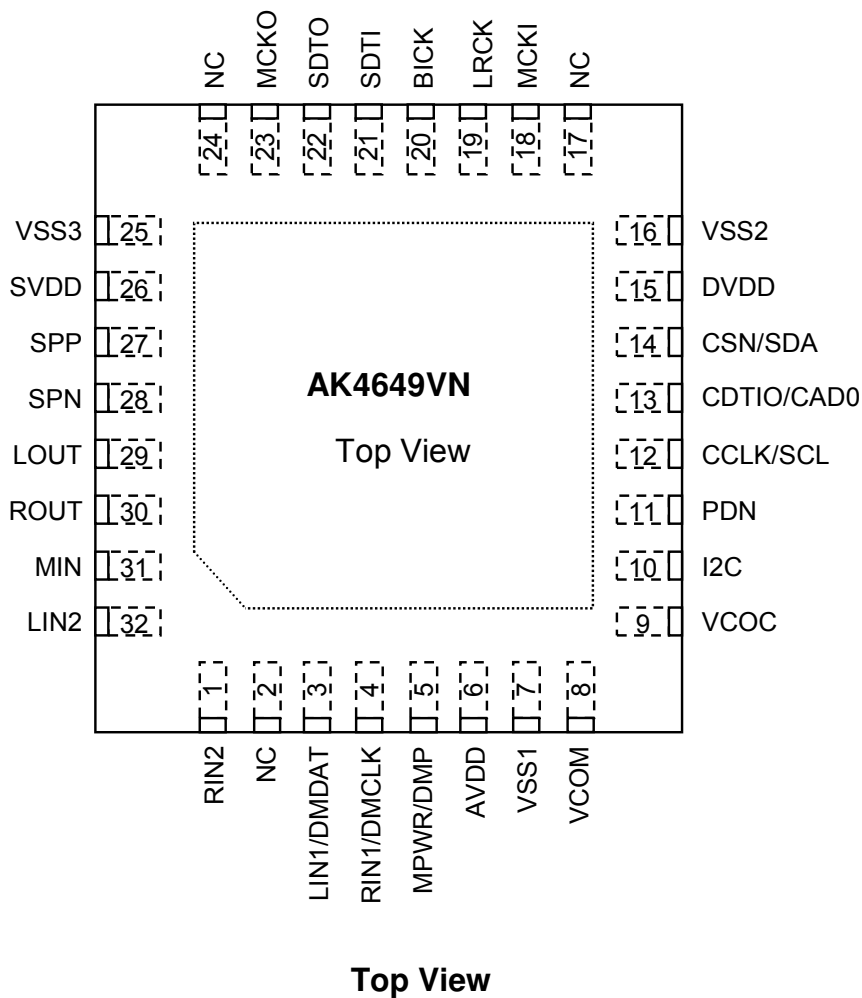 NC
MCKO
SDTO
SDTI
BICK
LRCK
MCKI
NC
24
23
22
21
20
19
18
17
VSS3 25
SVDD 26
SPP 27
SPN 28
LOUT 29
ROUT 30
MIN 31
LIN2 32
AK4649VN
Top View
16 VSS2
15 DVDD
14 CSN/SDA
13 CDTIO/CAD0
12 CCLK/SCL
11 PDN
10 I2C
9 VCOC
1
2
3
4
5
6
7
8
RIN2
NC
LIN1/DMDAT
RIN1/DMCLK
MPWR/DMP
AVDD
VSS1
VCOM
Top View